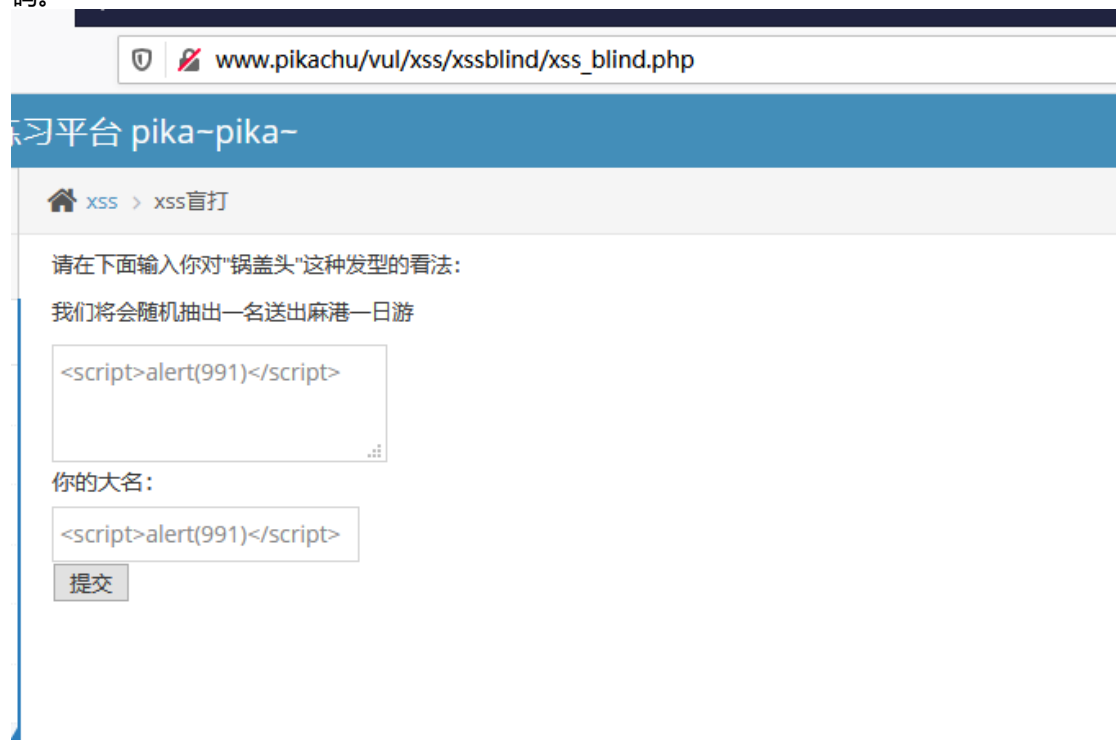 www.pikachu/vul/xss/xssblind/xss_blind.php
习平台 pika~pika~
xss > xss盲打
请在下面输入你对"锅盖头"这种发型的看法：
我们将会随机抽出一名送出麻港一日游
<script>alert(991)</script>
你的大名：
<script>alert(991)</script>
提交